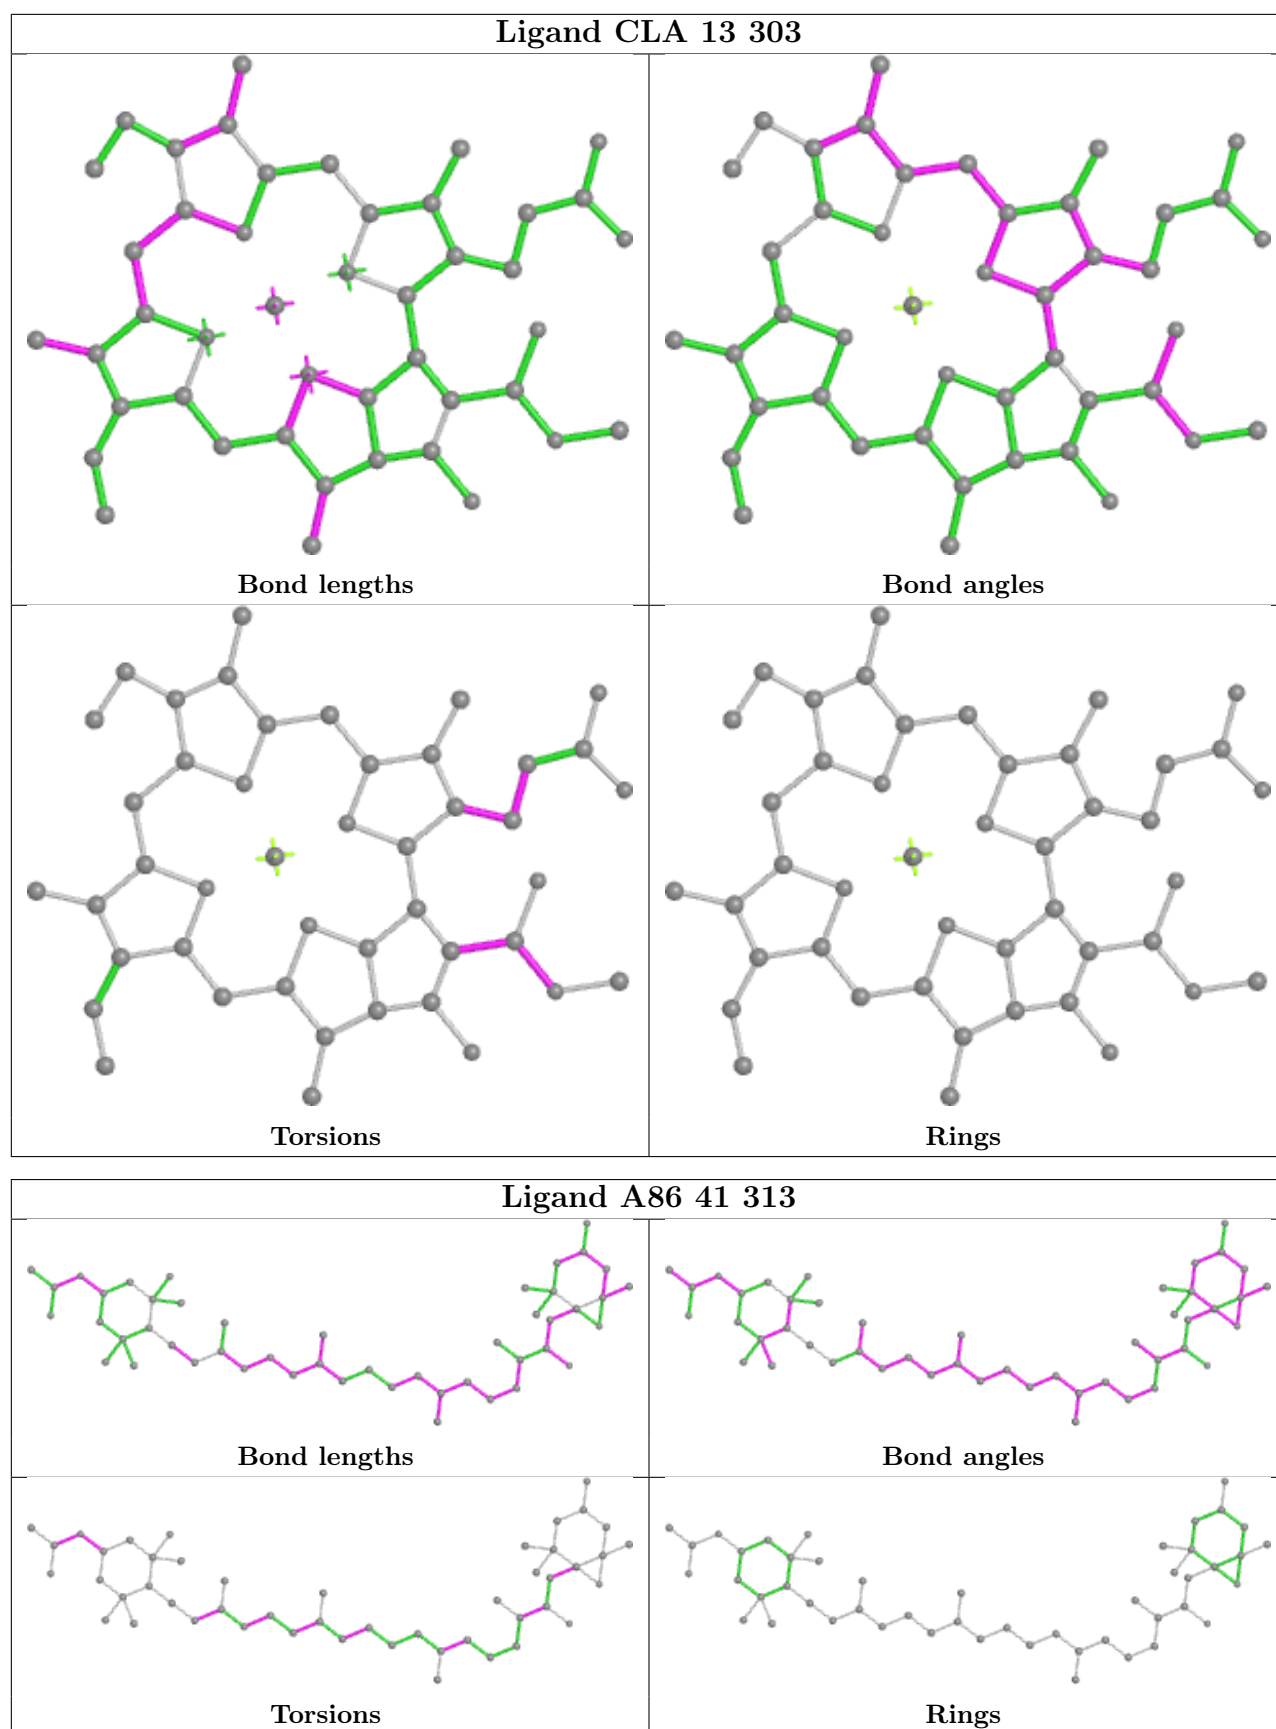 Ligand CLA 13 303
Bond lengths
Bond angles
Torsions
Rings
Ligand A86 41 313
Bond lengths
Bond angles
Torsions
Rings